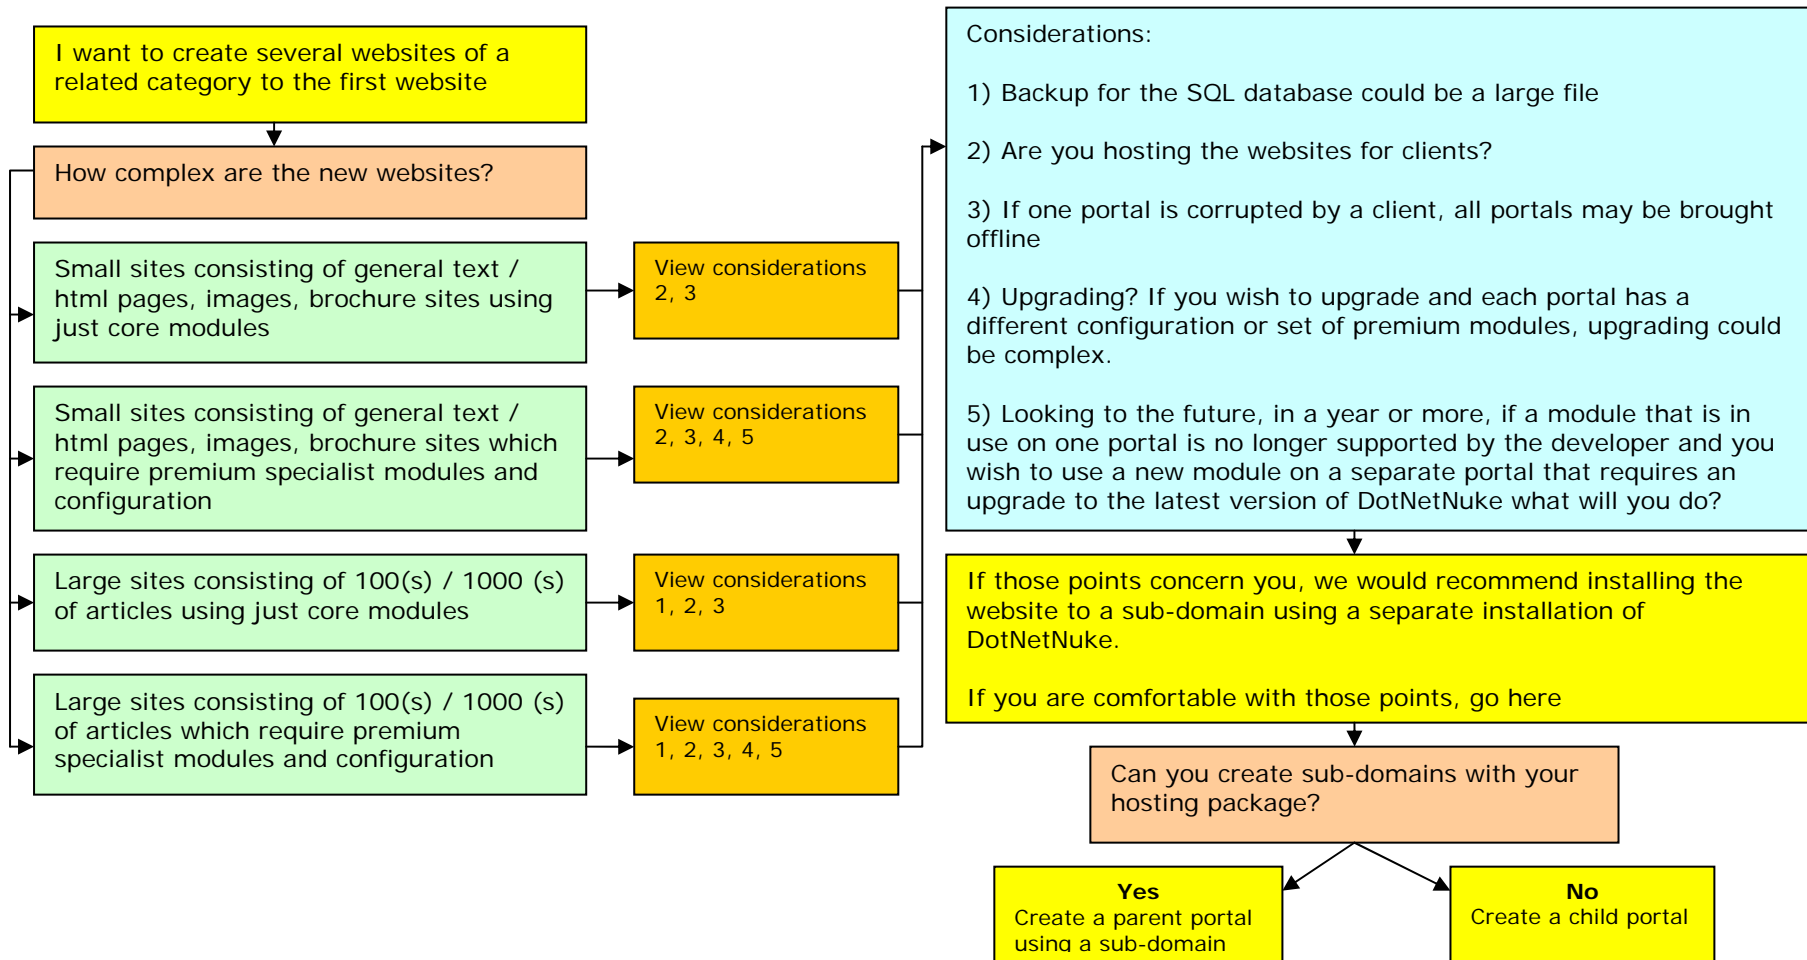 I want to create several websites of a
related category to the first website
How complex are the new websites?
Small sites consisting of general text /
html pages, images, brochure sites using
just core modules
View considerations
2, 3
Small sites consisting of general text /
html pages, images, brochure sites which
require premium specialist modules and
configuration
View considerations
2, 3, 4, 5
Large sites consisting of 100(s) / 1000 (s)
of articles using just core modules
View considerations
1, 2, 3
Large sites consisting of 100(s) / 1000 (s)
of articles which require premium
specialist modules and configuration
View considerations
1, 2, 3, 4, 5
Considerations:
1) Backup for the SQL database could be a large file
2) Are you hosting the websites for clients?
3) If one portal is corrupted by a client, all portals may be brought
offline
4) Upgrading? If you wish to upgrade and each portal has a
different configuration or set of premium modules, upgrading could
be complex.
5) Looking to the future, in a year or more, if a module that is in
use on one portal is no longer supported by the developer and you
wish to use a new module on a separate portal that requires an
upgrade to the latest version of DotNetNuke what will you do?
If those points concern you, we would recommend installing the
website to a sub-domain using a separate installation of
DotNetNuke.
If you are comfortable with those points, go here
Can you create sub-domains with your
hosting package?
Yes
Create a parent portal
using a sub-domain
No
Create a child portal